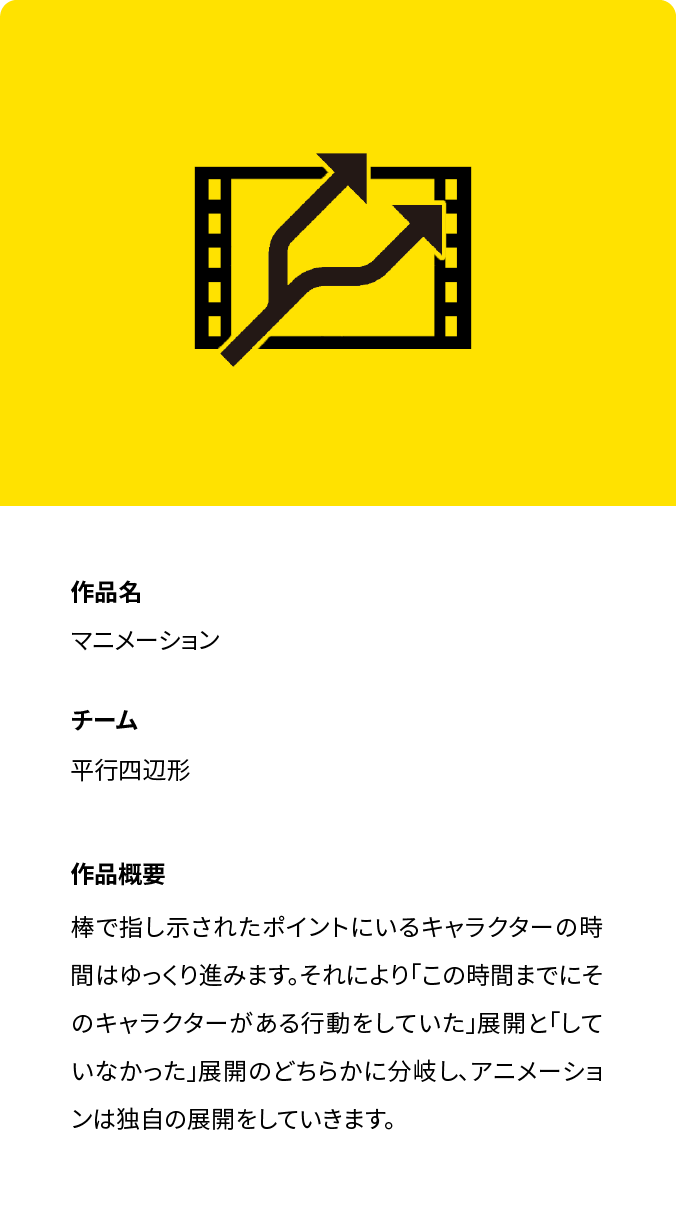 作品名
マニメーション
チーム
平行四辺形
作品概要
棒で指し示されたポイントにいるキャラクターの時
間はゆっくり進みます。それにより「この時間までにそ
のキャラクターがある行動をしていた」展開と「して
いなかった」展開のどちらかに分岐し、アニメーショ
ンは独自の展開をしていきます。